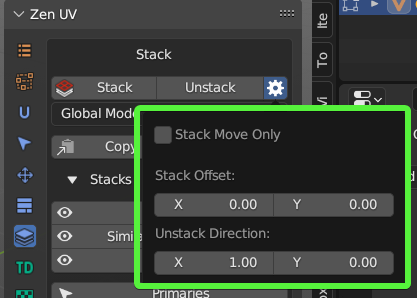 Zen UV
Stack
Stack Unstack
Global Mode
Copy
Stacks
Simila
Primaries
Stack Move Only
Stack Offset:
X 0.00 Y 0.00
Unstack Direction:
X 1.00 Y 0.00
TD
Ite
To
Vi